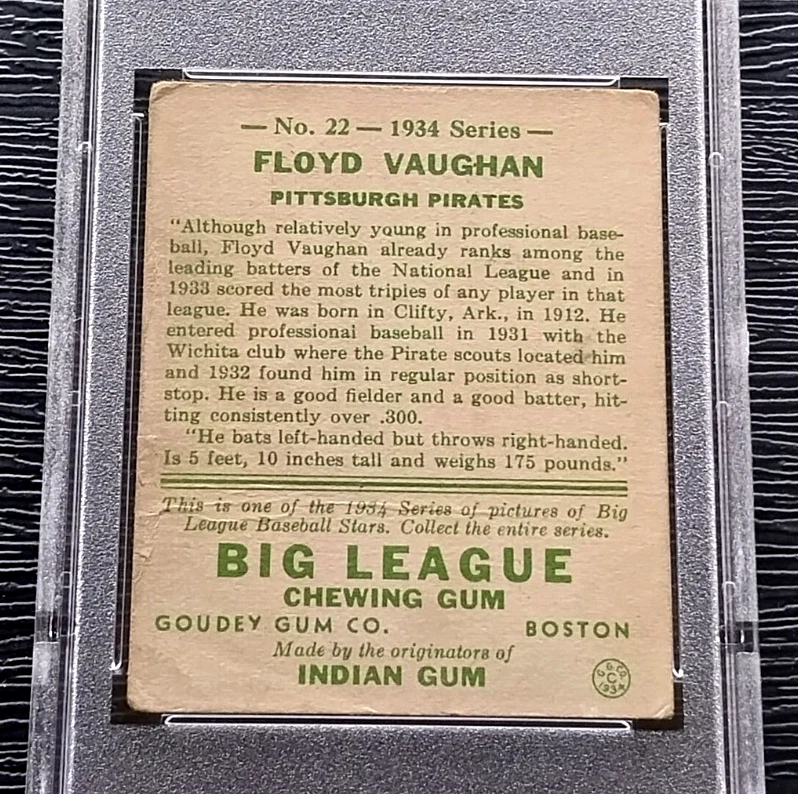 — No. 22 — 1934 Series —
FLOYD VAUGHAN
PITTSBURGH PIRATES
"Although relatively young in professional base-
ball, Floyd Vaughan already ranks among the
leading batters of the National League and in
1933 scored the most triples of any player in that
league. He was born in Clifty, Ark., in 1912. He
entered professional baseball in 1931 with the
Wichita club where the Pirate scouts located him
and 1932 found him in regular position as short-
stop. He is a good fielder and a good batter, hit-
ting consistently over .300.
"He bats left-handed but throws right-handed.
Is 5 feet, 10 inches tall and weighs 175 pounds."
This is one of the 1934 Series of pictures of Big
League Baseball Stars. Collect the entire series.
BIG LEAGUE
CHEWING GUM
GOUDEY GUM CO. BOSTON
Made by the originators of
INDIAN GUM
G.G.CO.
C
1934